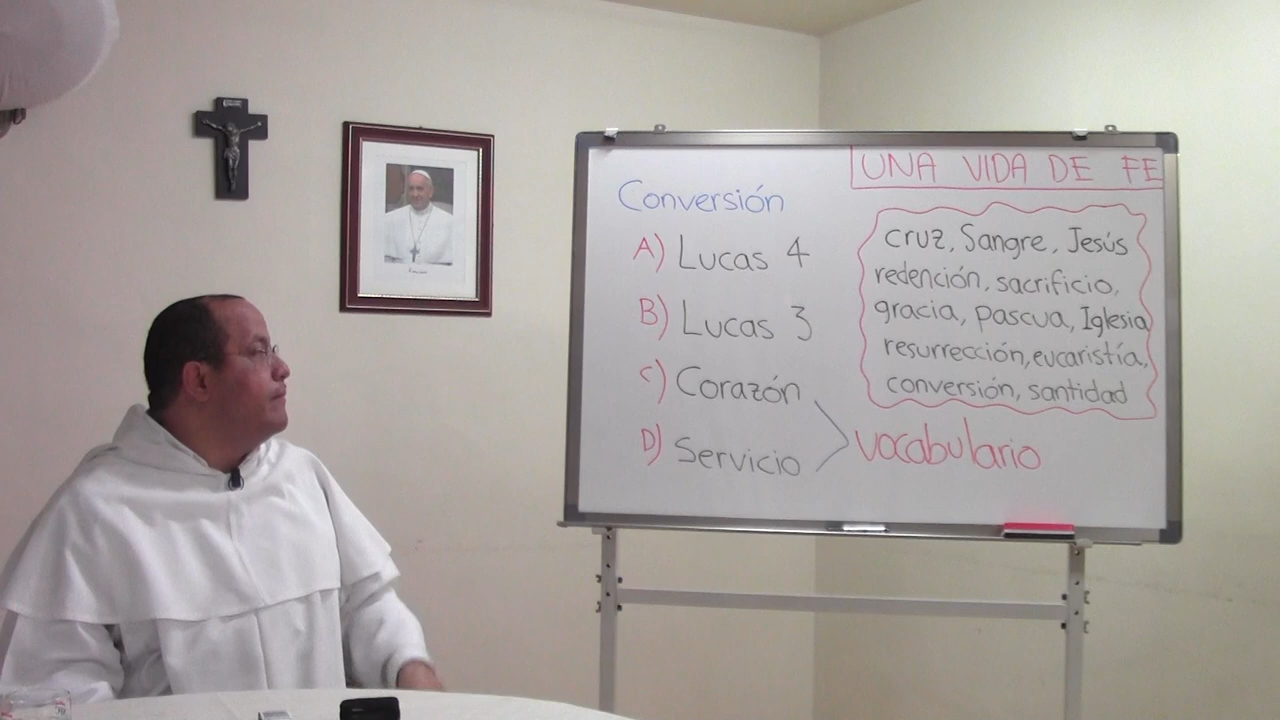 UNA VIDA DE FE
Conversión
A) Lucas 4
B) Lucas 3
C) Corazón
D) Servicio
cruz, Sangre, Jesús
redención, sacrificio,
gracia, pascua, Iglesia
resurrección, eucaristía,
conversión, santidad
vocabulario